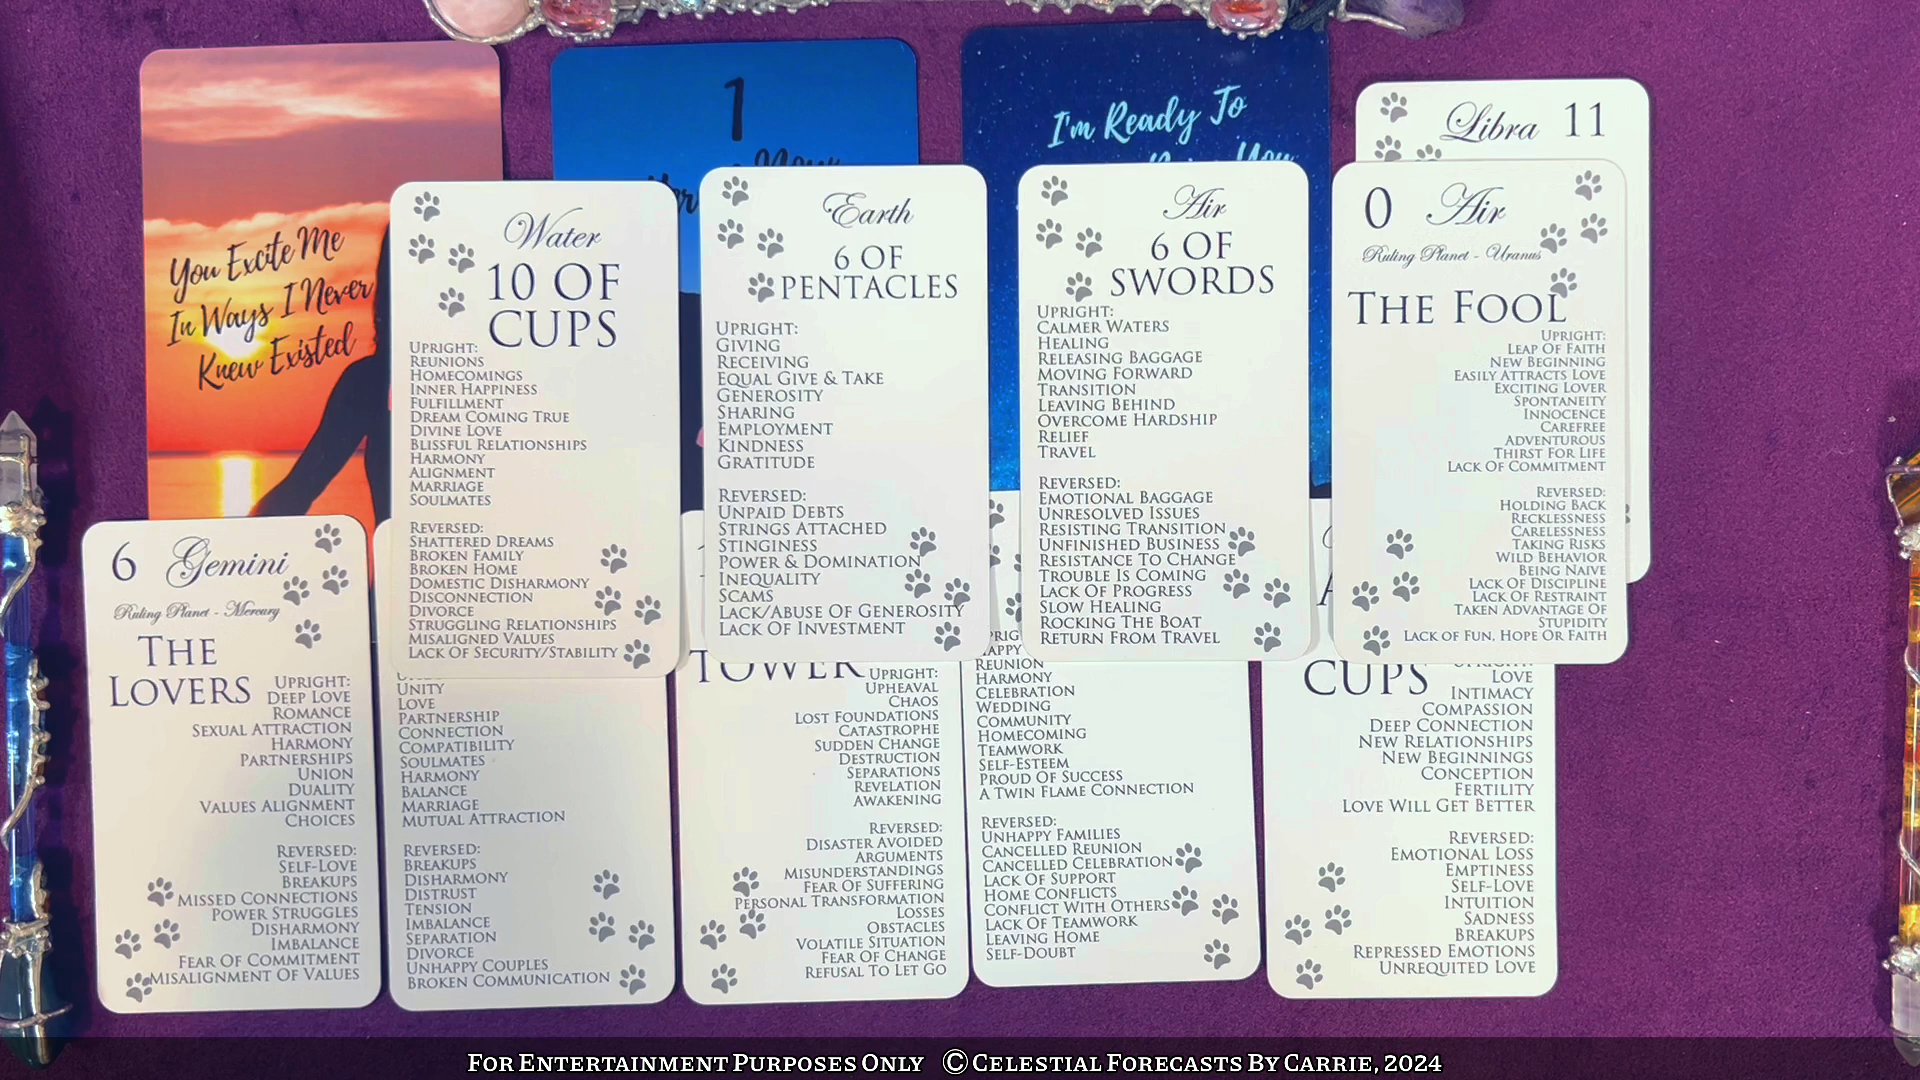 You Excite Me
In Ways I Never
Knew Existed
1
I'm Ready To
You
Libra 11
Water
10 OF
CUPS
UPRIGHT:
REUNIONS
HOMECOMINGS
INNER HAPPINESS
FULFILLMENT
DREAM COMING TRUE
DIVINE LOVE
BLISSFUL RELATIONSHIPS
HARMONY
ALIGNMENT
MARRIAGE
SOULMATES
REVERSED:
SHATTERED DREAMS
BROKEN FAMILY
BROKEN HOME
DOMESTIC DISHARMONY
DISCONNECTION
DIVORCE
STRUGGLING RELATIONSHIPS
MISALIGNED VALUES
LACK OF SECURITY/STABILITY
Earth
6 OF
PENTACLES
UPRIGHT:
GIVING
RECEIVING
EQUAL GIVE & TAKE
GENEROSITY
SHARING
EMPLOYMENT
KINDNESS
GRATITUDE
REVERSED:
UNPAID DEBTS
STRINGS ATTACHED
STINGINESS
POWER & DOMINATION
INEQUALITY
SCAMS
LACK/ABUSE OF GENEROSITY
LACK OF INVESTMENT
Air
6 OF
SWORDS
UPRIGHT:
CALMER WATERS
HEALING
RELEASING BAGGAGE
MOVING FORWARD
TRANSITION
LEAVING BEHIND
OVERCOME HARDSHIP
RELIEF
TRAVEL
REVERSED:
EMOTIONAL BAGGAGE
UNRESOLVED ISSUES
RESISTING TRANSITION
UNFINISHED BUSINESS
RESISTANCE TO CHANGE
TROUBLE IS COMING
LACK OF PROGRESS
SLOW HEALING
ROCKING THE BOAT
RETURN FROM TRAVEL
0 Air
Ruling Planet - Uranus
THE FOOL
UPRIGHT:
LEAP OF FAITH
NEW BEGINNING
EASILY ATTRACTS LOVE
EXCITING LOVER
SPONTANEITY
INNOCENCE
CAREFREE
ADVENTUROUS
THIRST FOR LIFE
LACK OF COMMITMENT
REVERSED:
HOLDING BACK
RECKLESSNESS
CARELESSNESS
TAKING RISKS
WILD BEHAVIOR
BEING NAIVE
LACK OF DISCIPLINE
LACK OF RESTRAINT
TAKEN ADVANTAGE OF
STUPIDITY
LACK OF FUN, HOPE OR FAITH
6 Gemini
Ruling Planet - Mercury
THE
LOVERS
UPRIGHT:
DEEP LOVE
ROMANCE
SEXUAL ATTRACTION
HARMONY
PARTNERSHIPS
UNION
DUALITY
VALUES ALIGNMENT
CHOICES
REVERSED:
SELF-LOVE
BREAKUPS
MISSED CONNECTIONS
POWER STRUGGLES
DISHARMONY
IMBALANCE
FEAR OF COMMITMENT
MISALIGNMENT OF VALUES
UNITY
LOVE
PARTNERSHIP
CONNECTION
COMPATIBILITY
SOULMATES
HARMONY
BALANCE
MARRIAGE
MUTUAL ATTRACTION
REVERSED:
BREAKUPS
DISHARMONY
DISTRUST
TENSION
IMBALANCE
SEPARATION
DIVORCE
UNHAPPY COUPLES
BROKEN COMMUNICATION
TOWER
UPRIGHT:
UPHEAVAL
CHAOS
LOST FOUNDATIONS
CATASTROPHE
SUDDEN CHANGE
DESTRUCTION
SEPARATIONS
REVELATION
AWAKENING
REVERSED:
DISASTER AVOIDED
ARGUMENTS
MISUNDERSTANDINGS
FEAR OF SUFFERING
PERSONAL TRANSFORMATION
LOSSES
OBSTACLES
VOLATILE SITUATION
FEAR OF CHANGE
REFUSAL TO LET GO
REUNION
HARMONY
CELEBRATION
WEDDING
COMMUNITY
HOMECOMING
TEAMWORK
SELF-ESTEEM
PROUD OF SUCCESS
A TWIN FLAME CONNECTION
REVERSED:
UNHAPPY FAMILIES
CANCELLED REUNION
CANCELLED CELEBRATION
LACK OF SUPPORT
HOME CONFLICTS
CONFLICT WITH OTHERS
LACK OF TEAMWORK
LEAVING HOME
SELF-DOUBT
CUPS
UPRIGHT:
LOVE
INTIMACY
COMPASSION
DEEP CONNECTION
NEW RELATIONSHIPS
NEW BEGINNINGS
CONCEPTION
FERTILITY
LOVE WILL GET BETTER
REVERSED:
EMOTIONAL LOSS
EMPTINESS
SELF-LOVE
INTUITION
SADNESS
BREAKUPS
REPRESSED EMOTIONS
UNREQUITED LOVE
FOR ENTERTAINMENT PURPOSES ONLY © CELESTIAL FORECASTS BY CARRIE, 2024